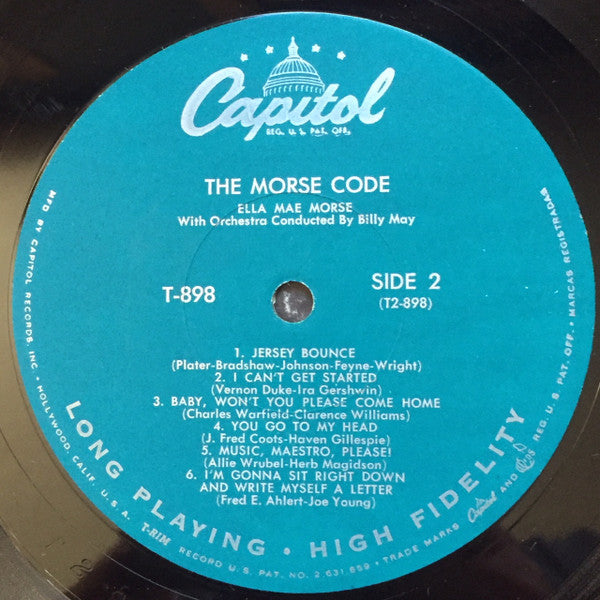 Capitol
REG. U. S. PAT. OFF.
THE MORSE CODE
ELLA MAE MORSE
With Orchestra Conducted By Billy May
T-898
SIDE 2
(T2-898)
1. JERSEY BOUNCE
(Plater-Bradshaw-Johnson-Feyne-Wright)
2. I CAN'T GET STARTED
(Vernon Duke-Ira Gershwin)
3. BABY, WON'T YOU PLEASE COME HOME
(Charles Warfield-Clarence Williams)
4. YOU GO TO MY HEAD
(J. Fred Coots-Haven Gillespie)
5. MUSIC, MAESTRO, PLEASE!
(Allie Wrubel-Herb Magidson)
6. I'M GONNA SIT RIGHT DOWN
AND WRITE MYSELF A LETTER
(Fred E. Ahlert-Joe Young)
LONG PLAYING • HIGH FIDELITY
MFD. BY CAPITOL RECORDS, INC. • HOLLYWOOD, CALIF. U. S. A. T-RIM RECORD U.S. PAT. NO. 2,631,859 • TRADE MARKS Capitol AND REG. U. S. PAT. OFF. • MARCAS REGISTRADAS